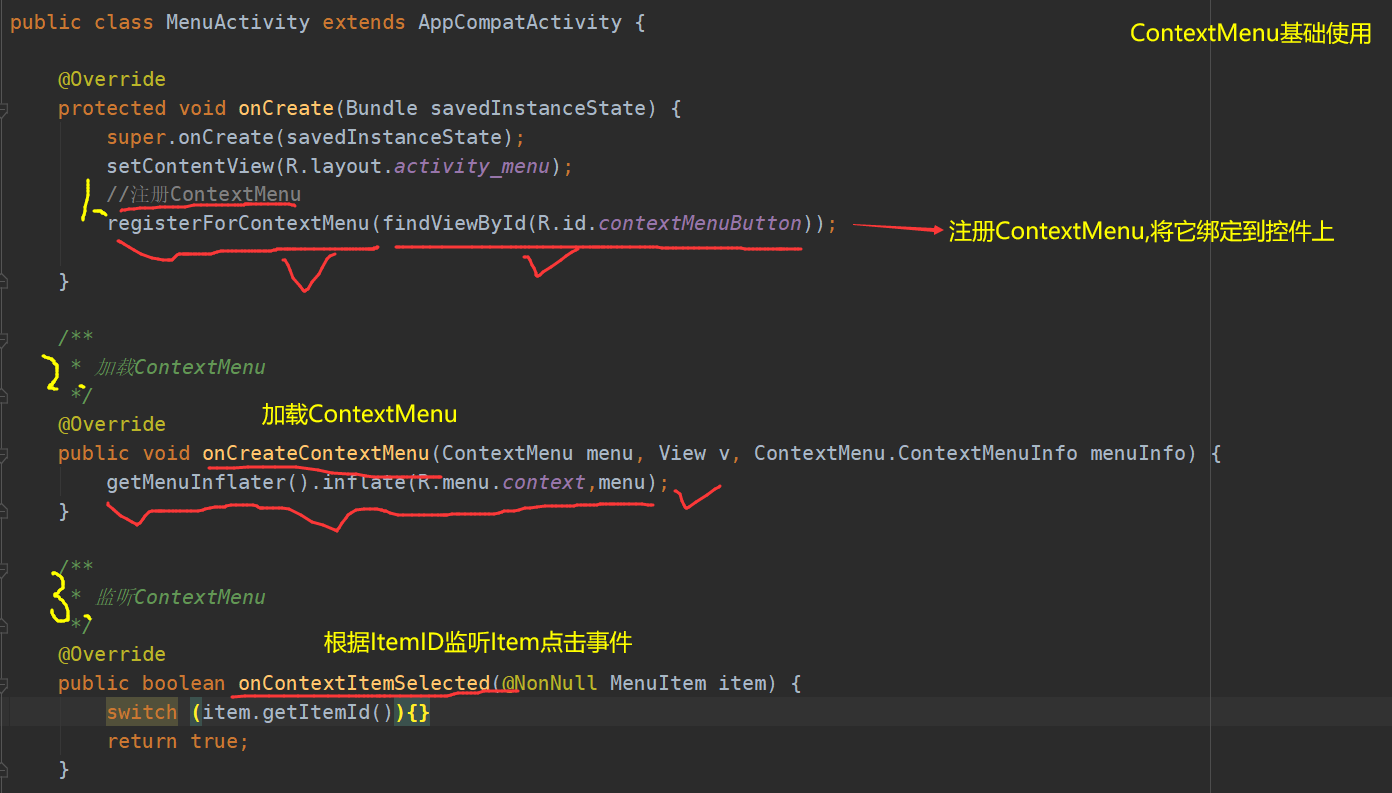 public class MenuActivity extends AppCompatActivity {
ContextMenu基础使用
@Override
protected void onCreate(Bundle savedInstanceState) {
super.onCreate(savedInstanceState);
setContentView(R.layout.activity_menu);
1.
//注册ContextMenu
registerForContextMenu(findViewById(R.id.contextMenuButton));
注册ContextMenu,将它绑定到控件上
}
/**
2.
* 加载ContextMenu
*/
加载ContextMenu
@Override
public void onCreateContextMenu(ContextMenu menu, View v, ContextMenu.ContextMenuInfo menuInfo) {
getMenuInflater().inflate(R.menu.context,menu);
}
/**
3.
* 监听ContextMenu
*/
根据ItemID监听Item点击事件
@Override
public boolean onContextItemSelected(@NonNull MenuItem item) {
switch (item.getItemId()){}
return true;
}